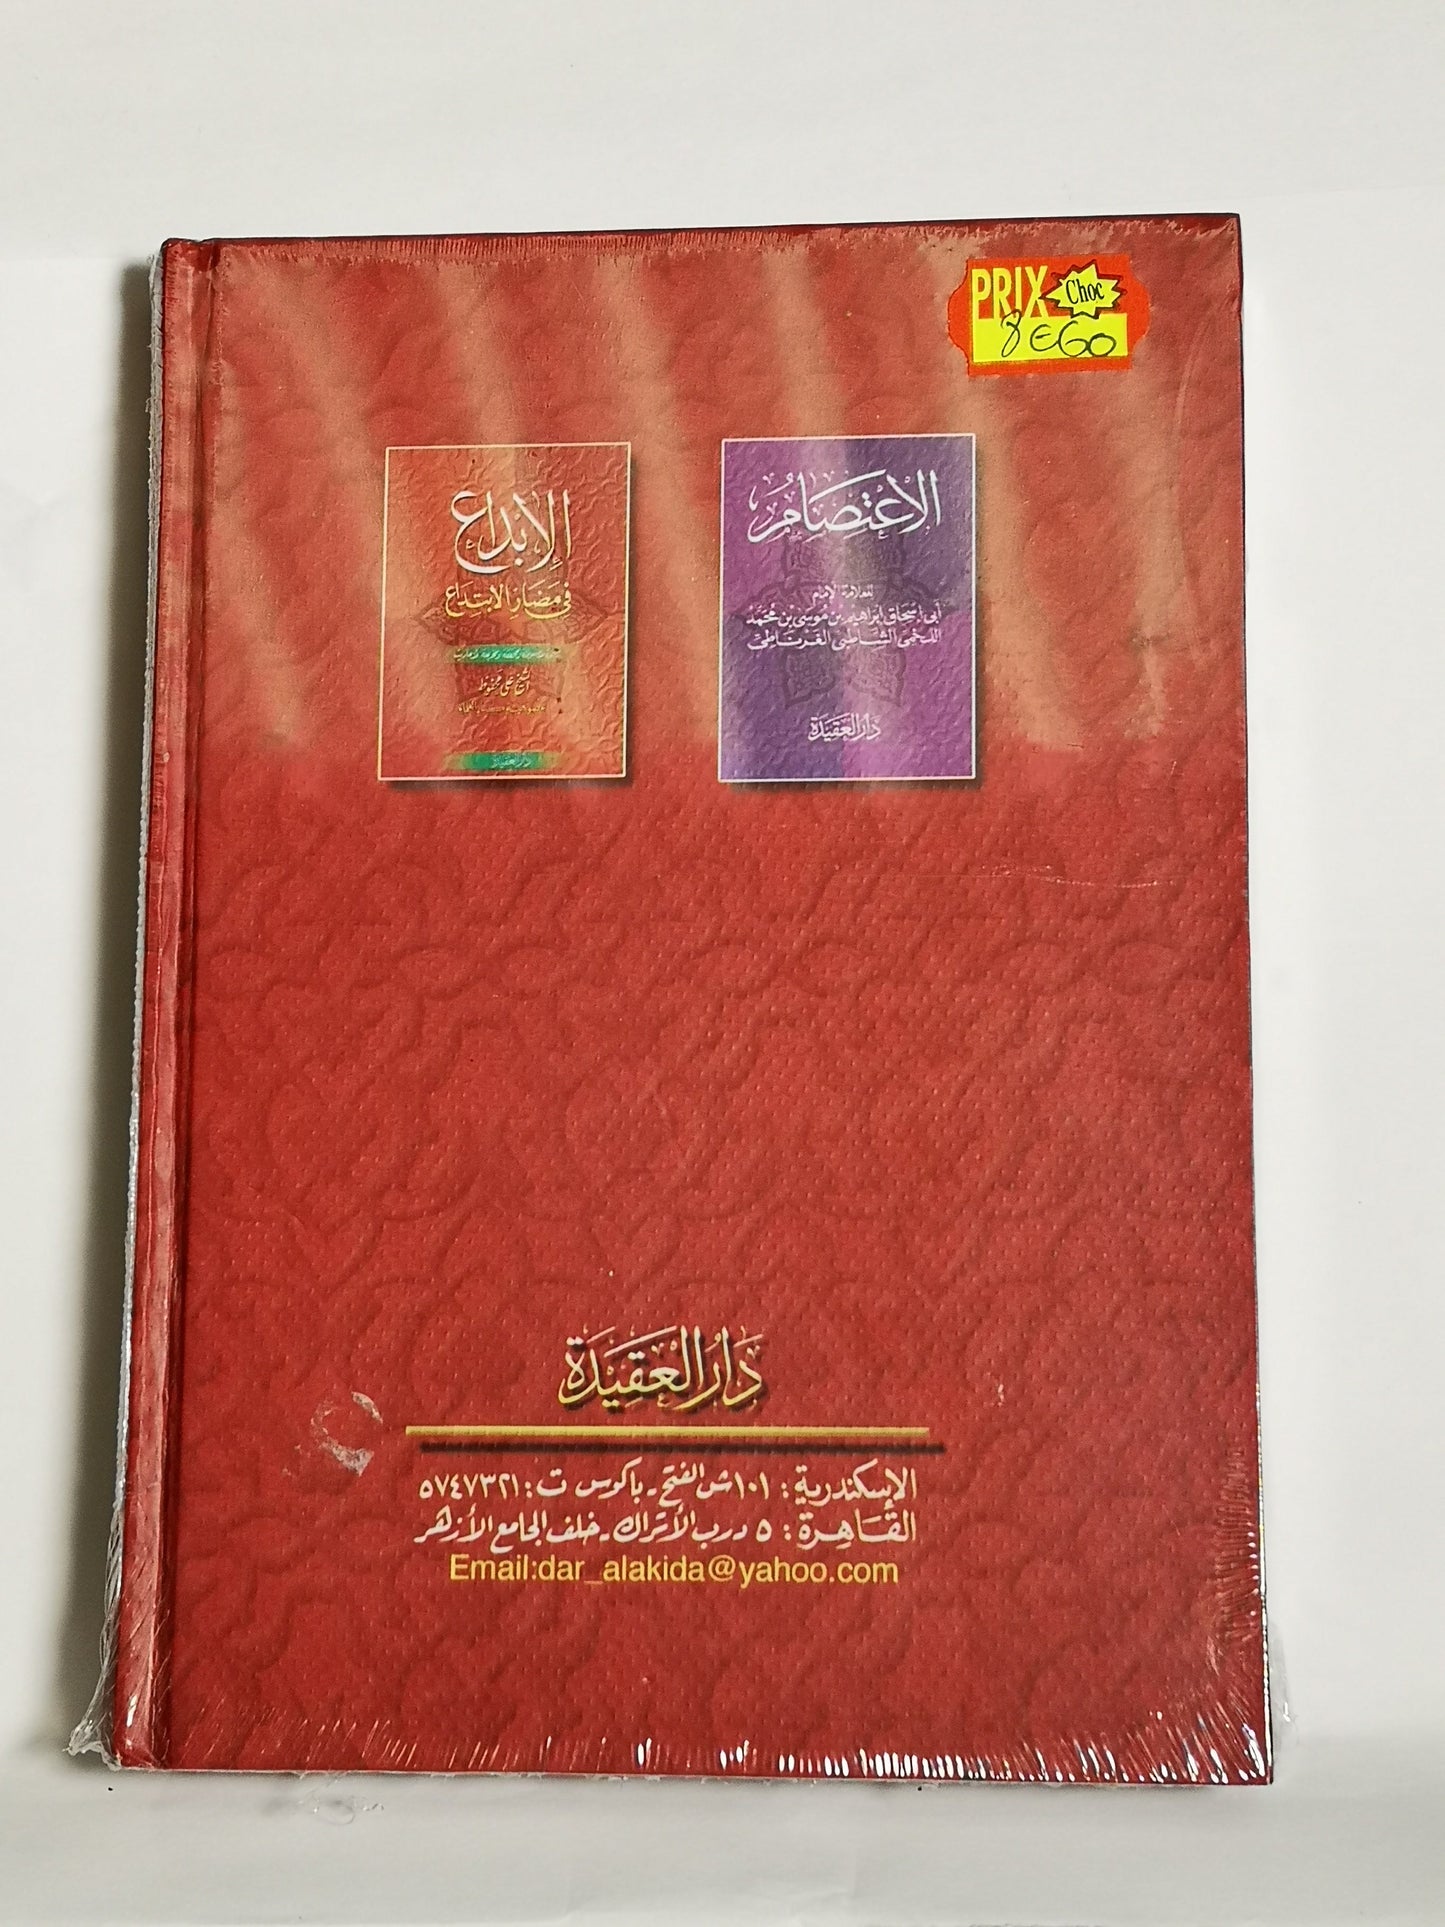 PRIX Choc
8€60
الإبداع
في مضار الابتداع
الشيخ علي محفوظ
دار العقيدة
الاعتصام
للعلامة الإمام
أبي إسحاق إبراهيم بن موسى بن محمد
اللخمي الشاطبي الغرناطي
دار العقيدة
دار العقيدة
الإسكندرية: ١٠١ ش الفتح - باكوس ت: ٥٧٤٧٣٢١
القاهرة: ٥ درب الأتراك - خلف الجامع الأزهر
Email:dar_alakida@yahoo.com